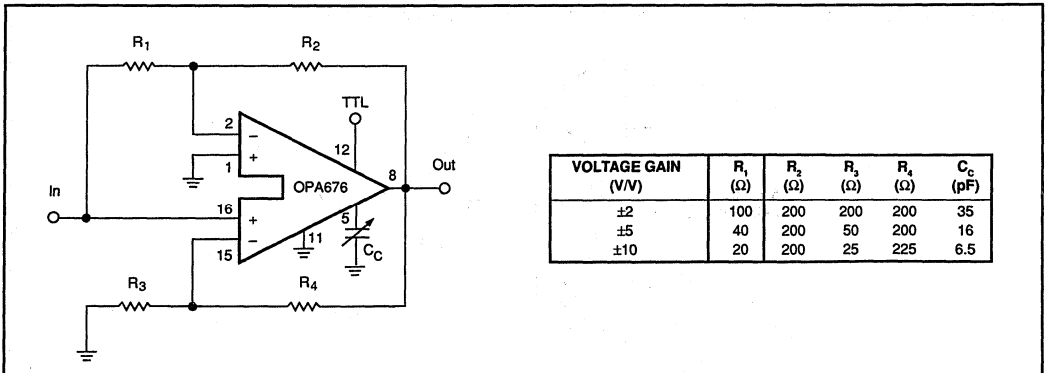 R1
R2
TTL
2
−
12
+
1
8
Out
OPA676
In
16
+
5
−
11
CC
15
R3
R4
VOLTAGE GAIN R1 R2 R3 R4 CC
(V/V) (Ω) (Ω) (Ω) (Ω) (pF)
±2 100 200 200 200 35
±5 40 200 50 200 16
±10 20 200 25 225 6.5